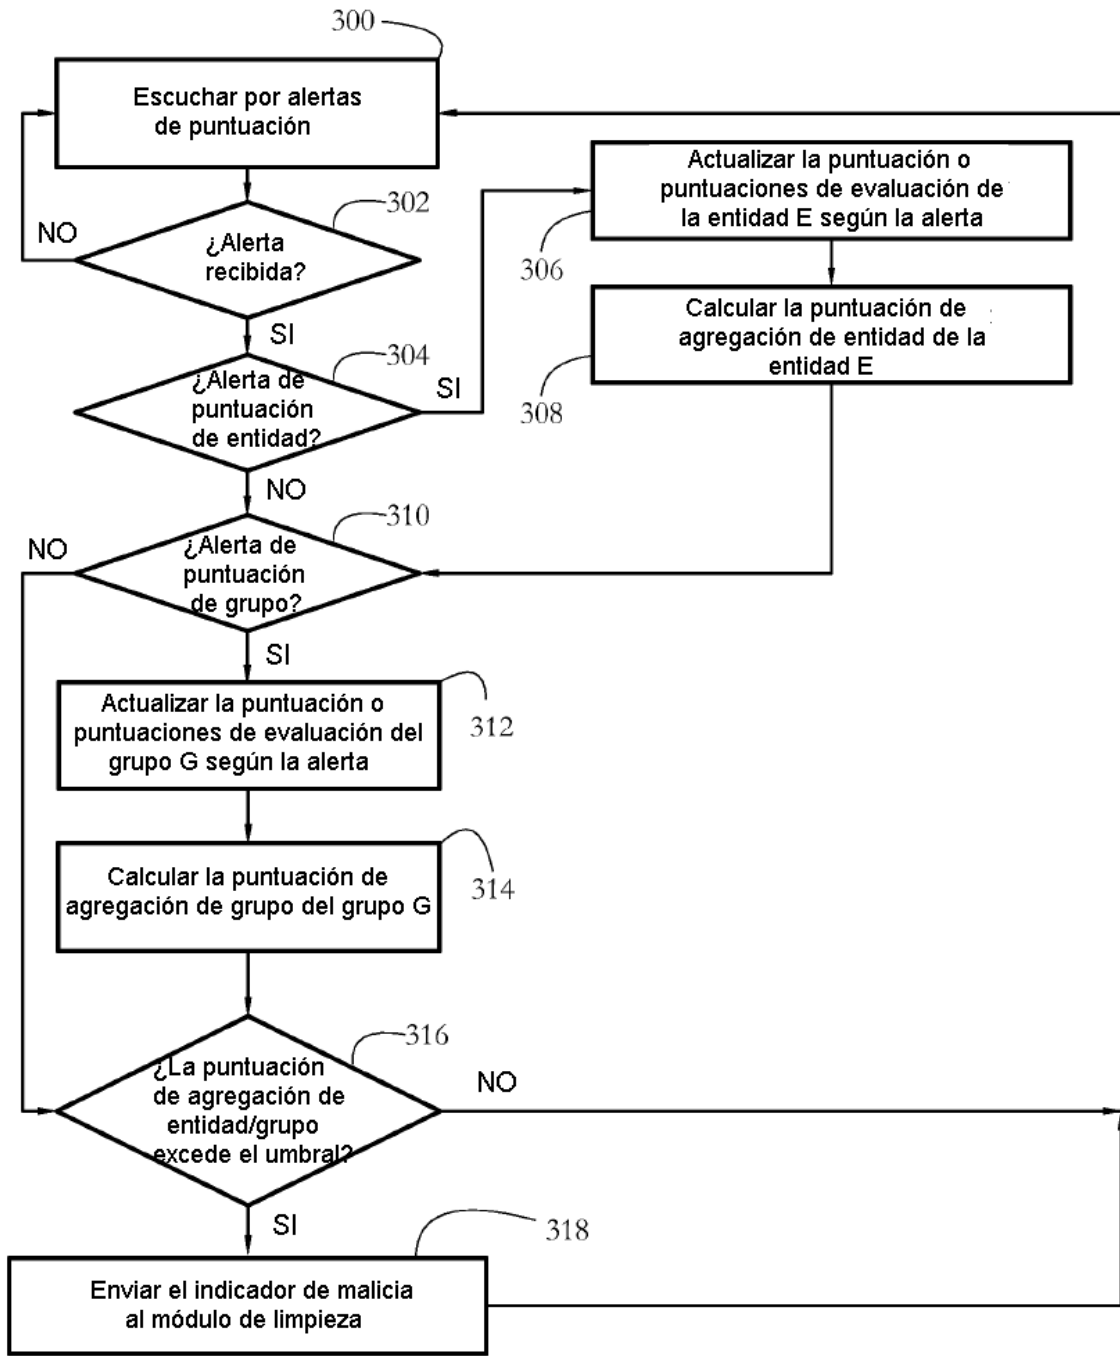 300
Escuchar por alertas
de puntuación
NO
302
¿Alerta
recibida?
SI
Actualizar la puntuación o
puntuaciones de evaluación de
la entidad E según la alerta
306
304
¿Alerta de
puntuación
de entidad?
SI
Calcular la puntuación de
agregación de entidad de la
entidad E
308
NO
310
NO
¿Alerta de
puntuación
de grupo?
SI
Actualizar la puntuación o
puntuaciones de evaluación del
grupo G según la alerta
312
Calcular la puntuación de
agregación de grupo del grupo G
314
316
¿La puntuación
de agregación de
entidad/grupo
excede el umbral?
NO
SI
318
Enviar el indicador de malicia
al módulo de limpieza